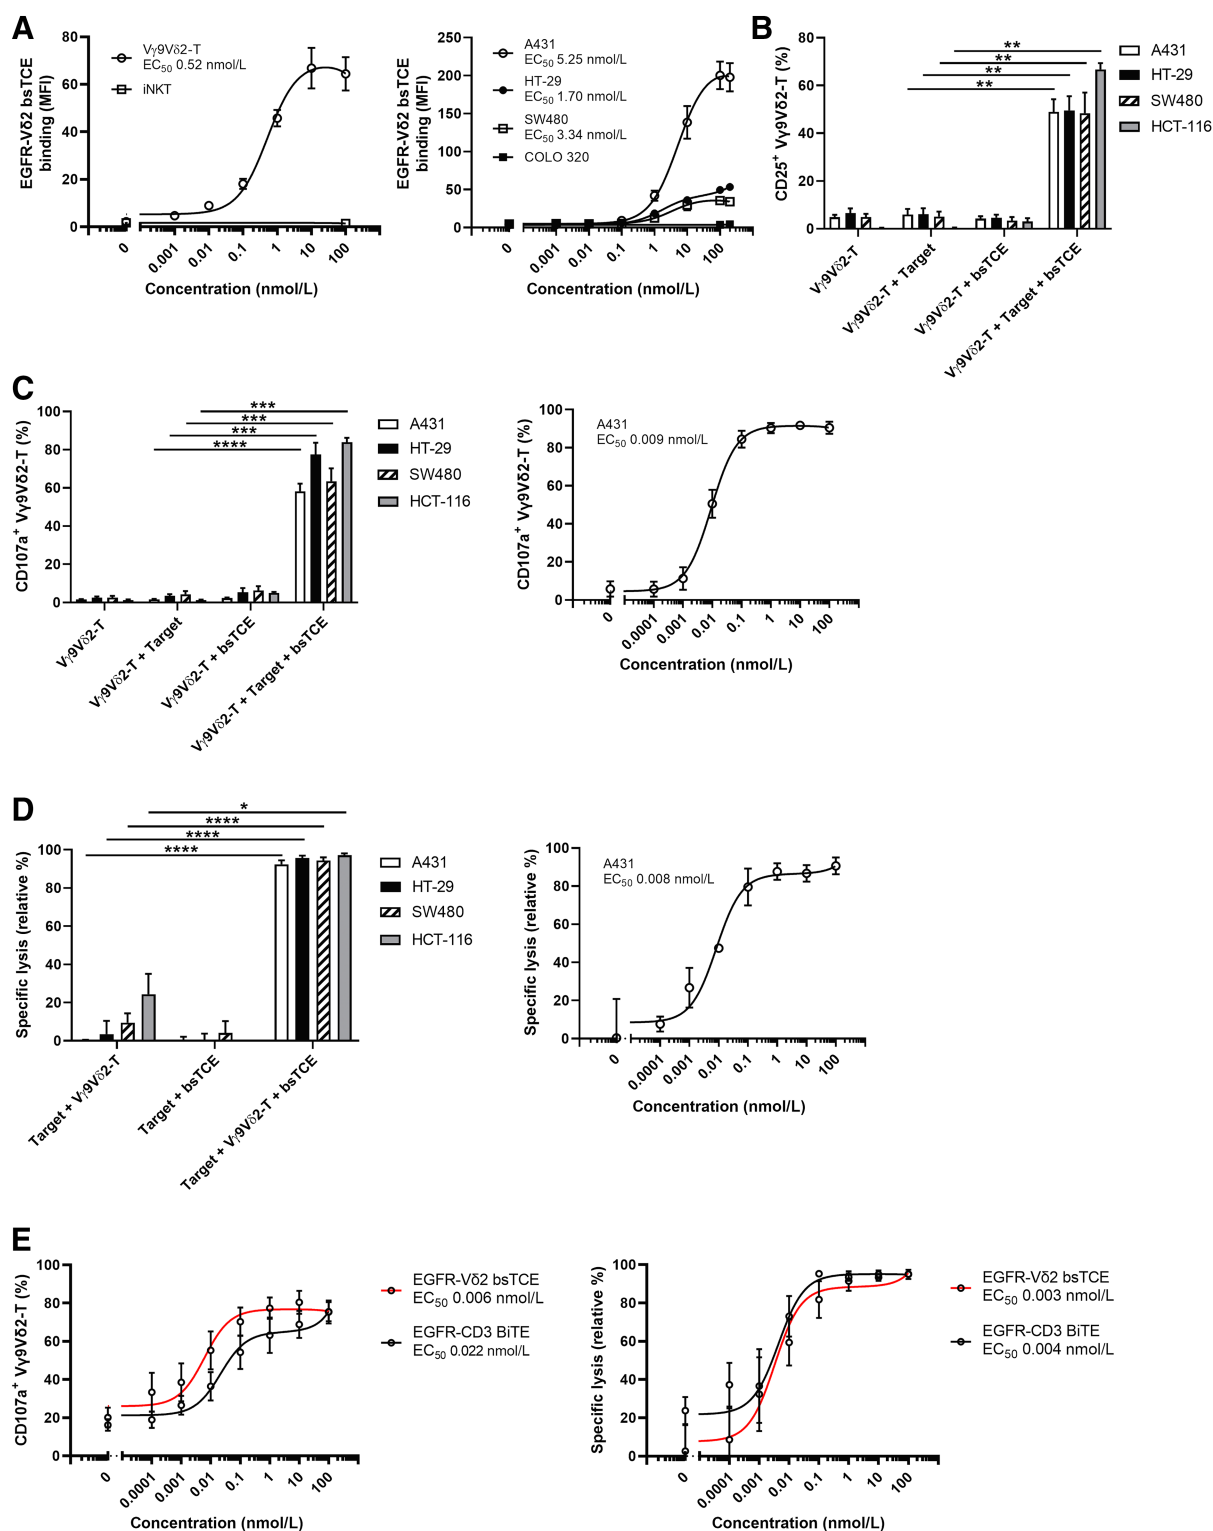 A
EGFR-Vδ2 bsTCE
binding (MFI)
80
60
40
20
0
Vγ9Vδ2-T
EC50 0.52 nmol/L
iNKT
0
0.001
0.01
0.1
1
10
100
Concentration (nmol/L)
EGFR-Vδ2 bsTCE
binding (MFI)
250
200
150
100
50
0
A431
EC50 5.25 nmol/L
HT-29
EC50 1.70 nmol/L
SW480
EC50 3.34 nmol/L
COLO 320
0
0.001
0.01
0.1
1
10
100
Concentration (nmol/L)
B
CD25+ Vγ9Vδ2-T (%)
80
60
40
20
0
**
**
**
**
A431
HT-29
SW480
HCT-116
Vγ9Vδ2-T
Vγ9Vδ2-T + Target
Vγ9Vδ2-T + bsTCE
Vγ9Vδ2-T + Target + bsTCE
C
CD107a+ Vγ9Vδ2-T (%)
100
80
60
40
20
0
***
***
***
****
A431
HT-29
SW480
HCT-116
Vγ9Vδ2-T
Vγ9Vδ2-T + Target
Vγ9Vδ2-T + bsTCE
Vγ9Vδ2-T + Target + bsTCE
CD107a+ Vγ9Vδ2-T (%)
100
80
60
40
20
0
A431
EC50 0.009 nmol/L
0
0.0001
0.001
0.01
0.1
1
10
100
Concentration (nmol/L)
D
Specific lysis (relative %)
100
80
60
40
20
0
*
****
****
****
A431
HT-29
SW480
HCT-116
Target + Vγ9Vδ2-T
Target + bsTCE
Target + Vγ9Vδ2-T + bsTCE
Specific lysis (relative %)
100
80
60
40
20
0
A431
EC50 0.008 nmol/L
0
0.0001
0.001
0.01
0.1
1
10
100
Concentration (nmol/L)
E
CD107a+ Vγ9Vδ2-T (%)
100
80
60
40
20
0
EGFR-Vδ2 bsTCE
EC50 0.006 nmol/L
EGFR-CD3 BiTE
EC50 0.022 nmol/L
0
0.0001
0.001
0.01
0.1
1
10
100
Concentration (nmol/L)
Specific lysis (relative %)
100
80
60
40
20
0
EGFR-Vδ2 bsTCE
EC50 0.003 nmol/L
EGFR-CD3 BiTE
EC50 0.004 nmol/L
0
0.0001
0.001
0.01
0.1
1
10
100
Concentration (nmol/L)